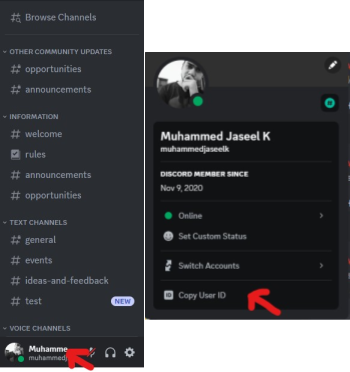 Browse Channels
OTHER COMMUNITY UPDATES
opportunities
announcements
INFORMATION
welcome
rules
announcements
opportunities
TEXT CHANNELS
general
events
ideas-and-feedback
test NEW
VOICE CHANNELS
Muhamme
muhammedj
Muhammed Jaseel K
muhammedjaseelk
DISCORD MEMBER SINCE
Nov 9, 2020
Online
Set Custom Status
Switch Accounts
Copy User ID